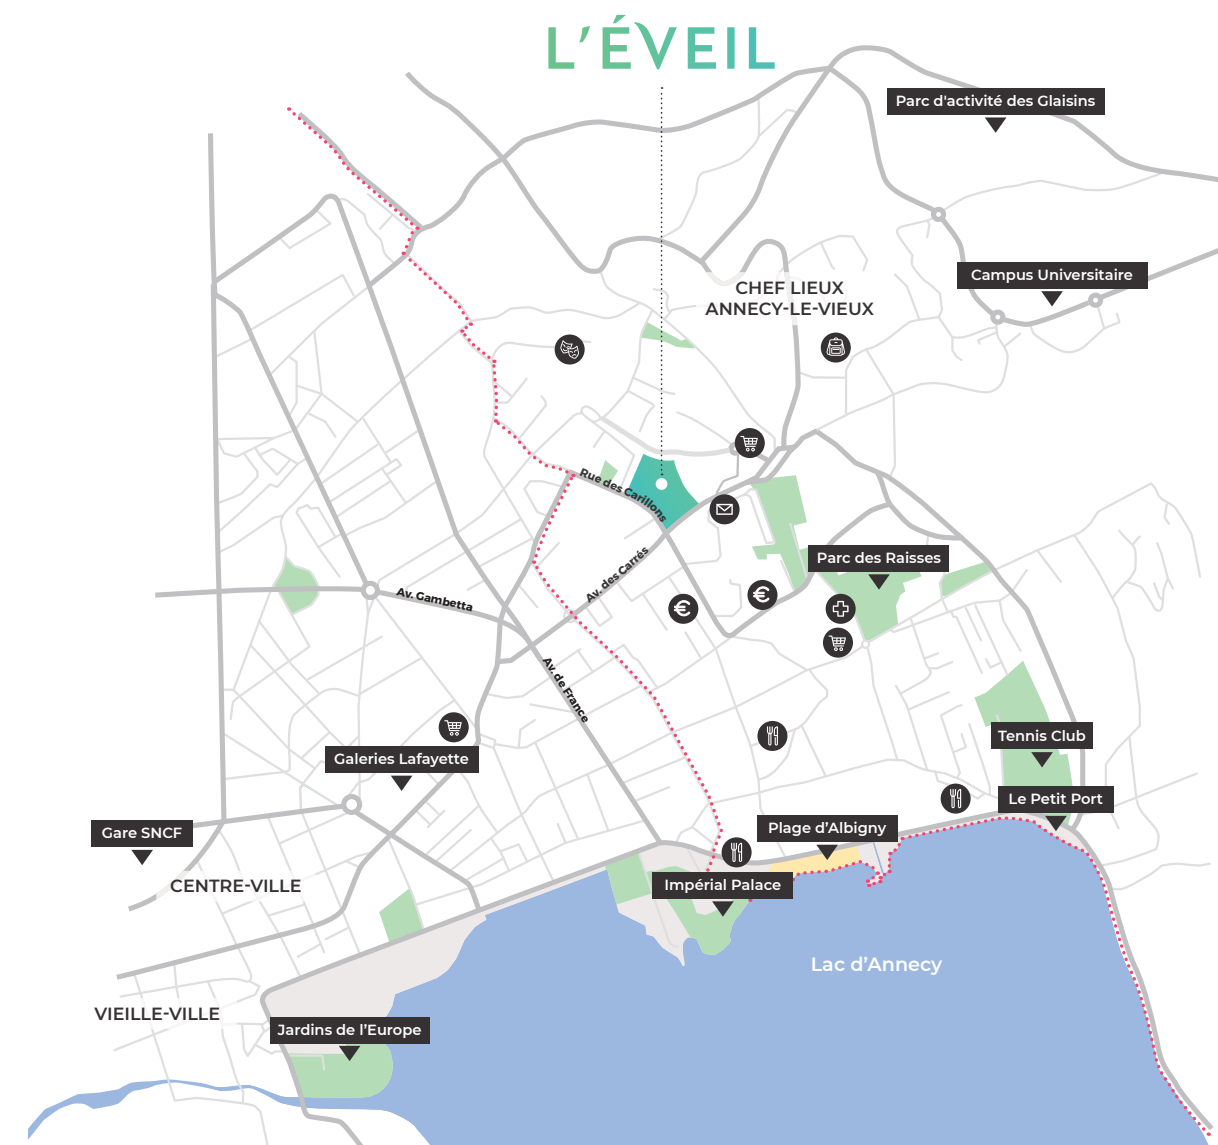 L'ÉVEIL
Parc d'activité des Glaisins
Campus Universitaire
CHEF LIEUX
ANNECY-LE-VIEUX
Rue des Carillons
Parc des Raisses
Av. des Carrés
€
€
Av. Gambetta
Av. de France
Tennis Club
Galeries Lafayette
Le Petit Port
Plage d’Albigny
Gare SNCF
Impérial Palace
CENTRE-VILLE
Lac d’Annecy
VIEILLE-VILLE
Jardins de l’Europe